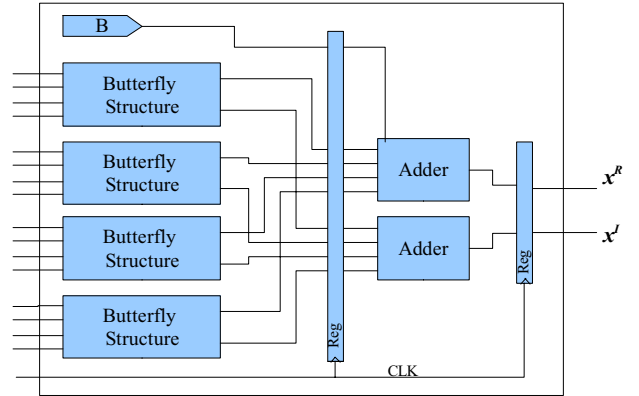 B
Butterfly
Structure
Butterfly
Structure
Adder
x^R
Butterfly
Structure
Adder
x^I
Butterfly
Structure
Reg
Reg
CLK